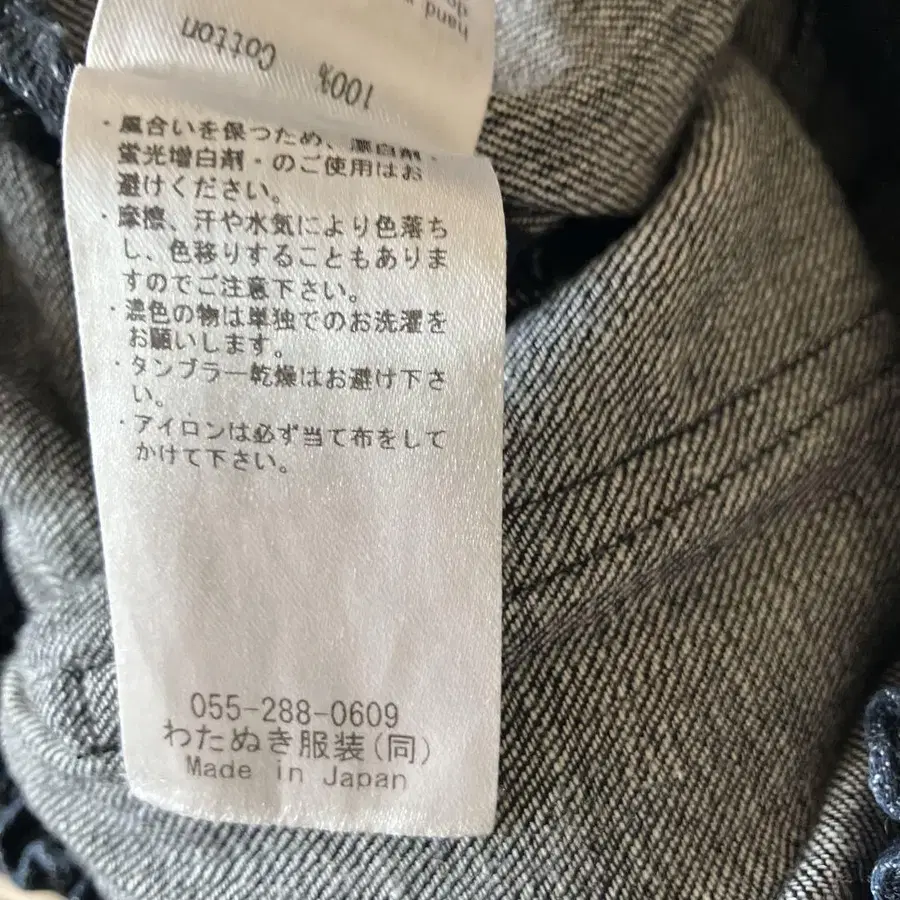 hand
100% Cotton
・風合いを保つため、漂白剤・
蛍光増白剤・のご使用はお
避けください。
・摩擦、汗や水気により色落ち
し、色移りすることもありま
すのでご注意下さい。
・濃色の物は単独でのお洗濯を
お願いします。
・タンブラー乾燥はお避け下さ
い。
・アイロンは必ず当て布をして
かけて下さい。
055-288-0609
わたぬき服装(同)
Made in Japan